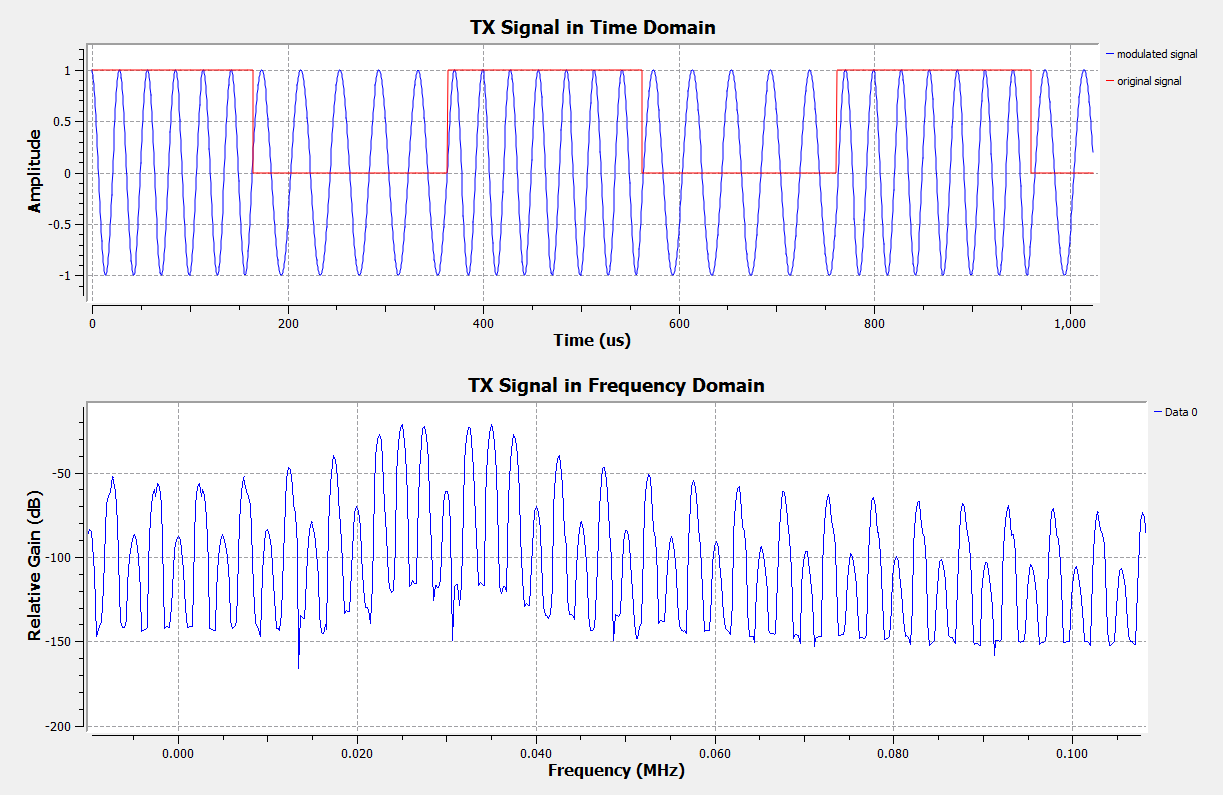 TX Signal in Time Domain
modulated signal
original signal
1
0.5
0
-0.5
-1
Amplitude
0 200 400 600 800 1,000
Time (us)
TX Signal in Frequency Domain
Data 0
-50
-100
-150
-200
Relative Gain (dB)
0.000 0.020 0.040 0.060 0.080 0.100
Frequency (MHz)